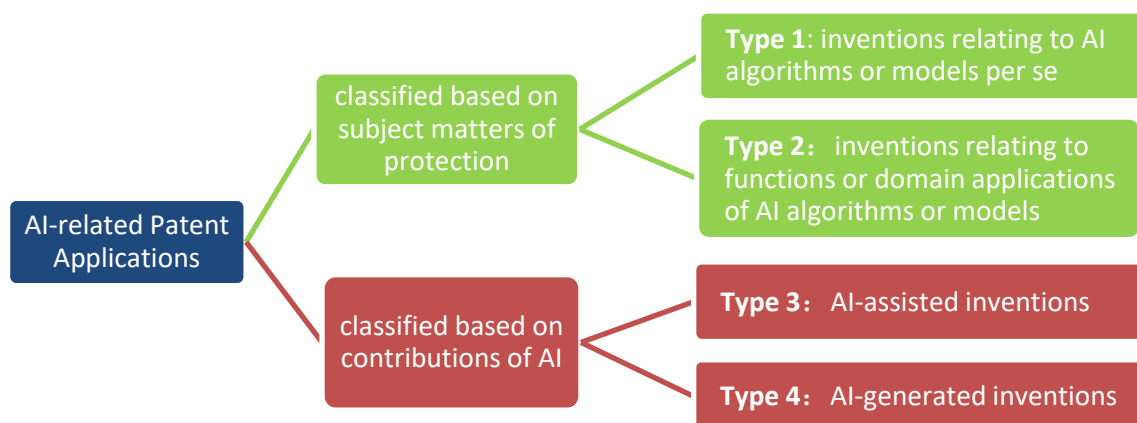 AI-related Patent
Applications
classified based on
subject matters of
protection
Type 1: inventions relating to AI
algorithms or models per se
Type 2： inventions relating to
functions or domain applications
of AI algorithms or models
classified based on
contributions of AI
Type 3： AI-assisted inventions
Type 4： AI-generated inventions